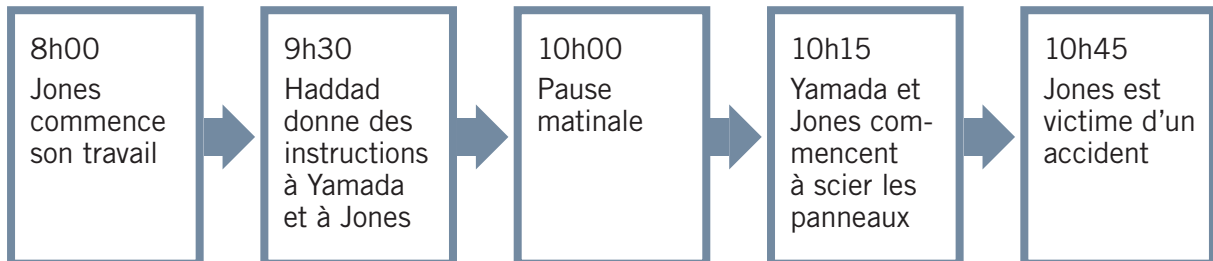 8h00
Jones
commence
son travail
9h30
Haddad
donne des
instructions
à Yamada
et à Jones
10h00
Pause
matinale
10h15
Yamada et
Jones com-
mencent
à scier les
panneaux
10h45
Jones est
victime d’un
accident